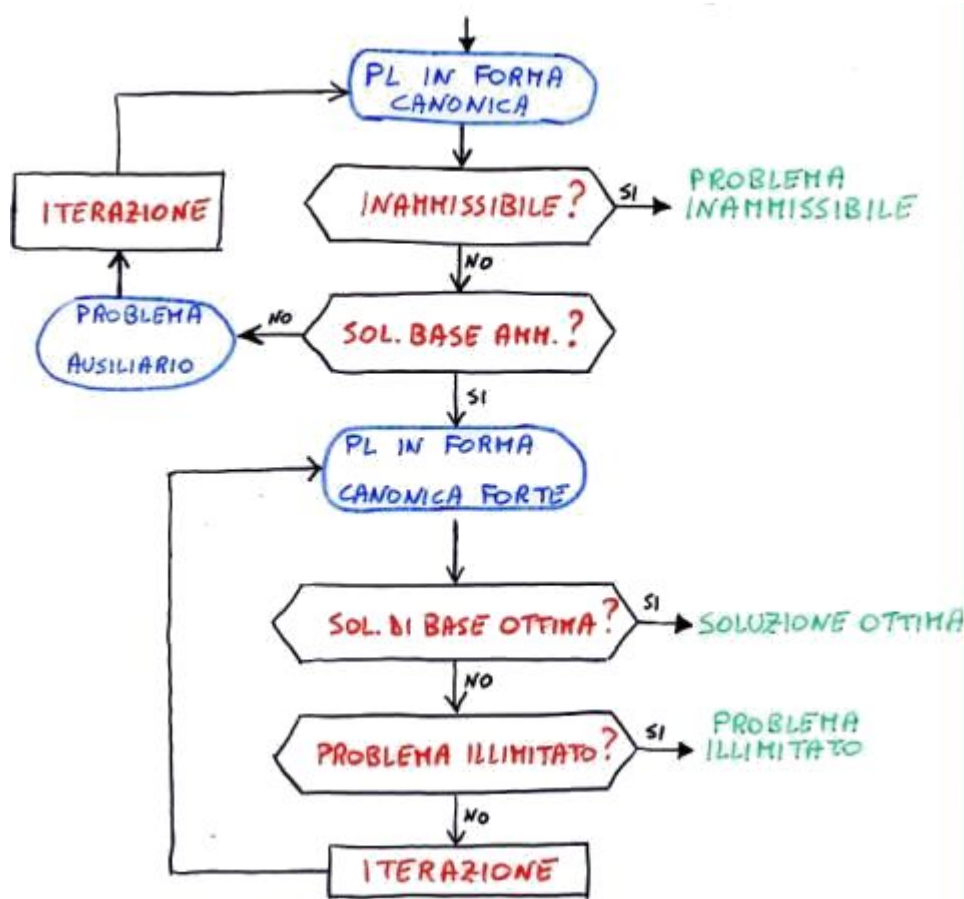 PL IN FORMA
CANONICA
INAMMISSIBILE?
SI
PROBLEMA
INAMMISSIBILE
ITERAZIONE
NO
PROBLEMA
AUSILIARIO
NO
SOL. BASE AMM.?
SI
PL IN FORMA
CANONICA FORTE
SOL. DI BASE OTTIMA?
SI
SOLUZIONE OTTIMA
NO
PROBLEMA ILLIMITATO?
SI
PROBLEMA
ILLIMITATO
NO
ITERAZIONE